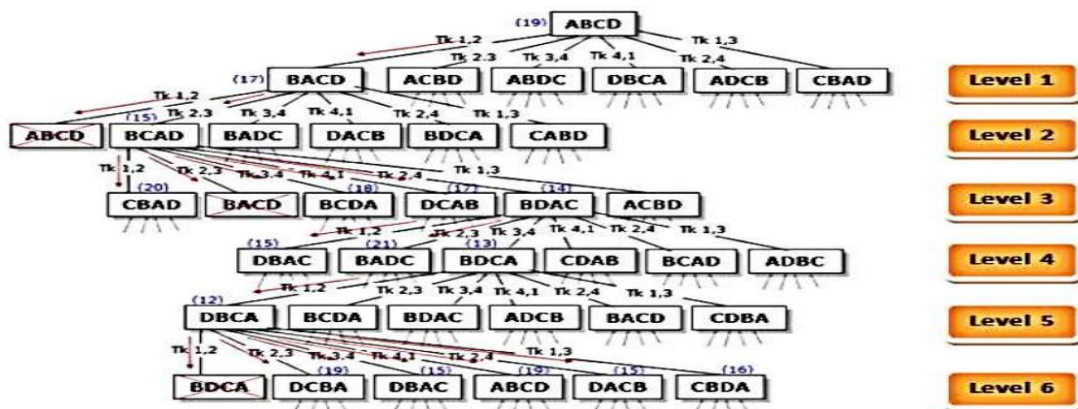 (19) ABCD
Tk 1,2 Tk 2.3 Tk 3,4 Tk 4,1 Tk 2,4 Tk 1,3
(17) BACD ACBD ABDC DBCA ADCB CBAD Level 1
Tk 1,2 Tk 2.3 Tk 3,4 Tk 4,1 Tk 2,4 Tk 1,3
(15)
ABCD BCAD BADC DACB BDCA CABD Level 2
Tk 1,2 Tk 2,3 Tk 3,4 Tk 4,1 Tk 2,4 Tk 1,3
(20) (18) (17) (14)
CBAD BACD BCDA DCAB BDAC ACBD Level 3
Tk 1,2 Tk 2,3 Tk 3,4 Tk 4,1 Tk 2,4 Tk 1,3
(15) (21) (13)
DBAC BADC BDCA CDAB BCAD ADBC Level 4
Tk 1,2 Tk 2,3 Tk 3,4 Tk 4,1 Tk 2,4 Tk 1,3
(12)
DBCA BCDA BDAC ADCB BACD CDBA Level 5
Tk 1,2 Tk 2,3 Tk 3,4 Tk 4,1 Tk 2,4 Tk 1,3
(19) (15) (19) (15) (16)
BDCA DCBA DBAC ABCD DACB CBDA Level 6